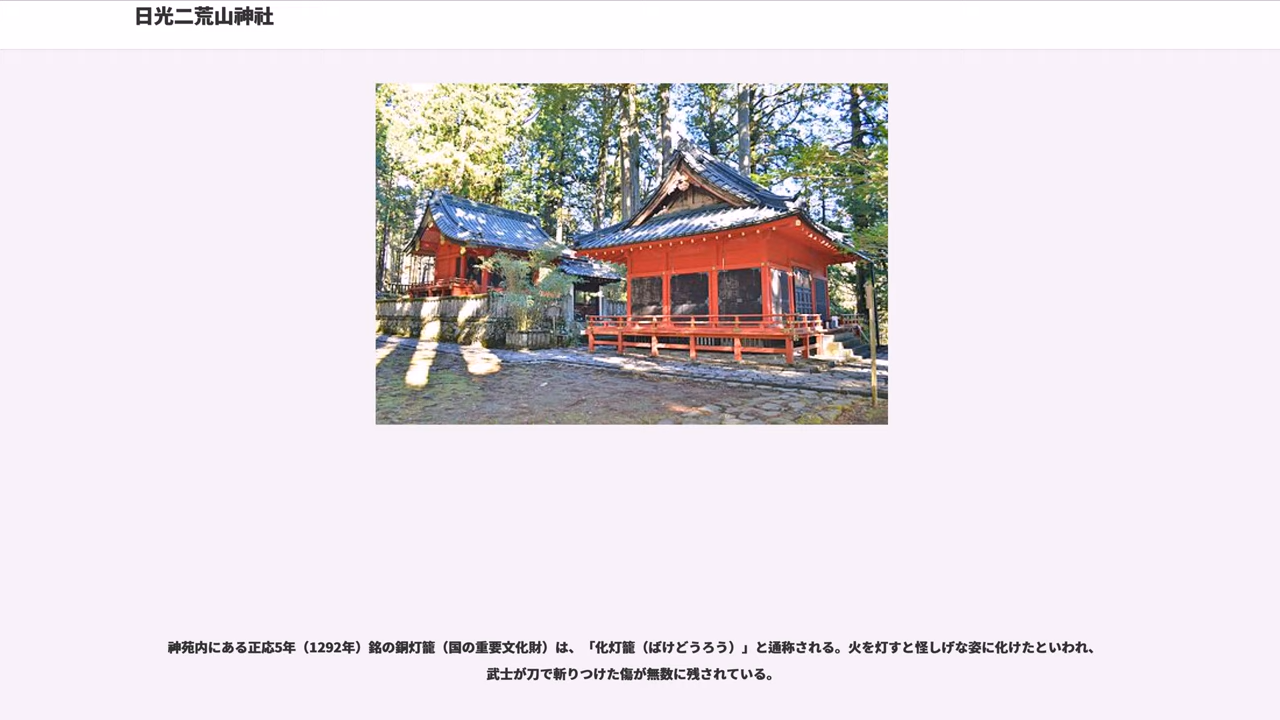 日光二荒山神社
神苑内にある正応5年（1292年）銘の銅灯籠（国の重要文化財）は、「化灯籠（ばけどうろう）」と通称される。火を灯すと怪しげな姿に化けたといわれ、
武士が刀で斬りつけた傷が無数に残されている。